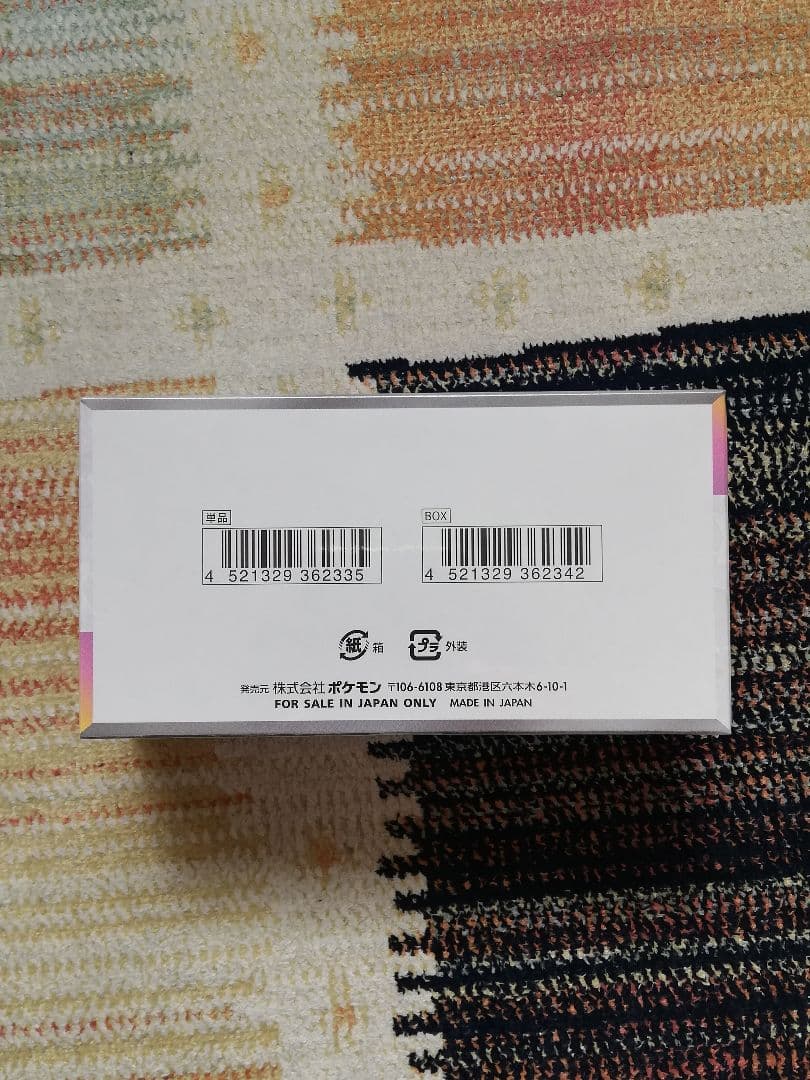 単品
BOX
4 521329 362335
4 521329 362342
紙 箱
プラ 外装
発売元 株式会社 ポケモン 〒106-6108 東京都港区六本木6-10-1
FOR SALE IN JAPAN ONLY MADE IN JAPAN